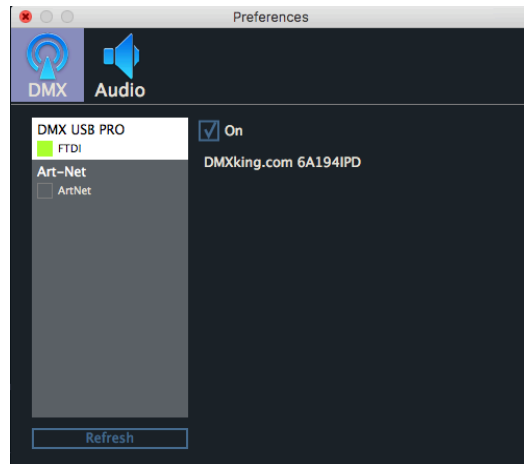 Preferences
DMX
Audio
DMX USB PRO
FTDI
Art-Net
ArtNet
On
DMXking.com 6A194IPD
Refresh